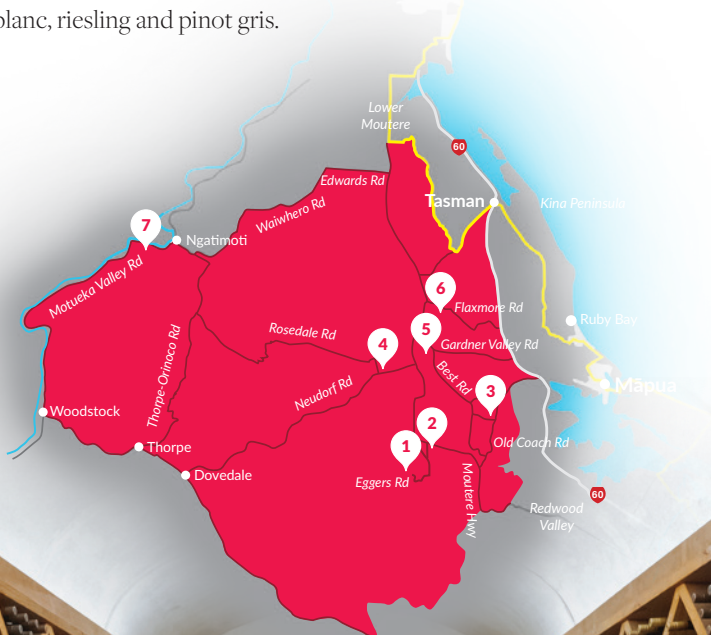 blanc, riesling and pinot gris.
Lower
Moutere
60
Edwards Rd
Tasman
Kina Peninsula
Waiwhero Rd
7
Ngatimoti
Motueka Valley Rd
6
Flaxmore Rd
Ruby Bay
Rosedale Rd
5
Gardner Valley Rd
4
Thorpe-Orinoco Rd
Neudorf Rd
Best Rd
3
Māpua
Woodstock
2
Old Coach Rd
Thorpe
1
Dovedale
Eggers Rd
Moutere Hwy
60
Redwood
Valley